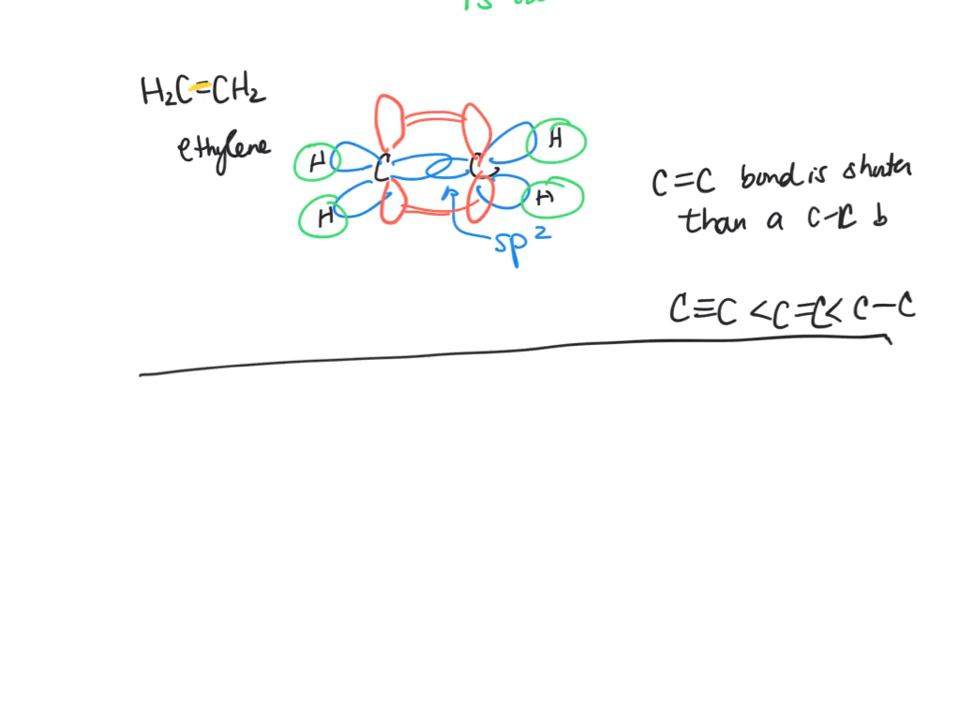 H₂C=CH₂
ethylene
H C C H
H H
sp²
C=C bond is shorter
than a C-C b
C≡C < C=C < C-C